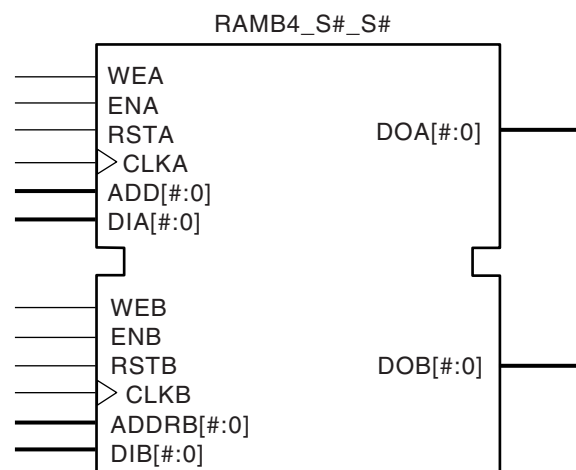 RAMB4_S#_S#
WEA
ENA
RSTA
DOA[#:0]
CLKA
ADD[#:0]
DIA[#:0]
WEB
ENB
RSTB
DOB[#:0]
CLKB
ADDRB[#:0]
DIB[#:0]